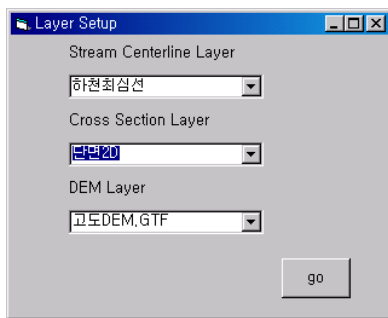 Layer Setup
Stream Centerline Layer
하천최심선
Cross Section Layer
단면2D
DEM Layer
고도DEM,GTF
go